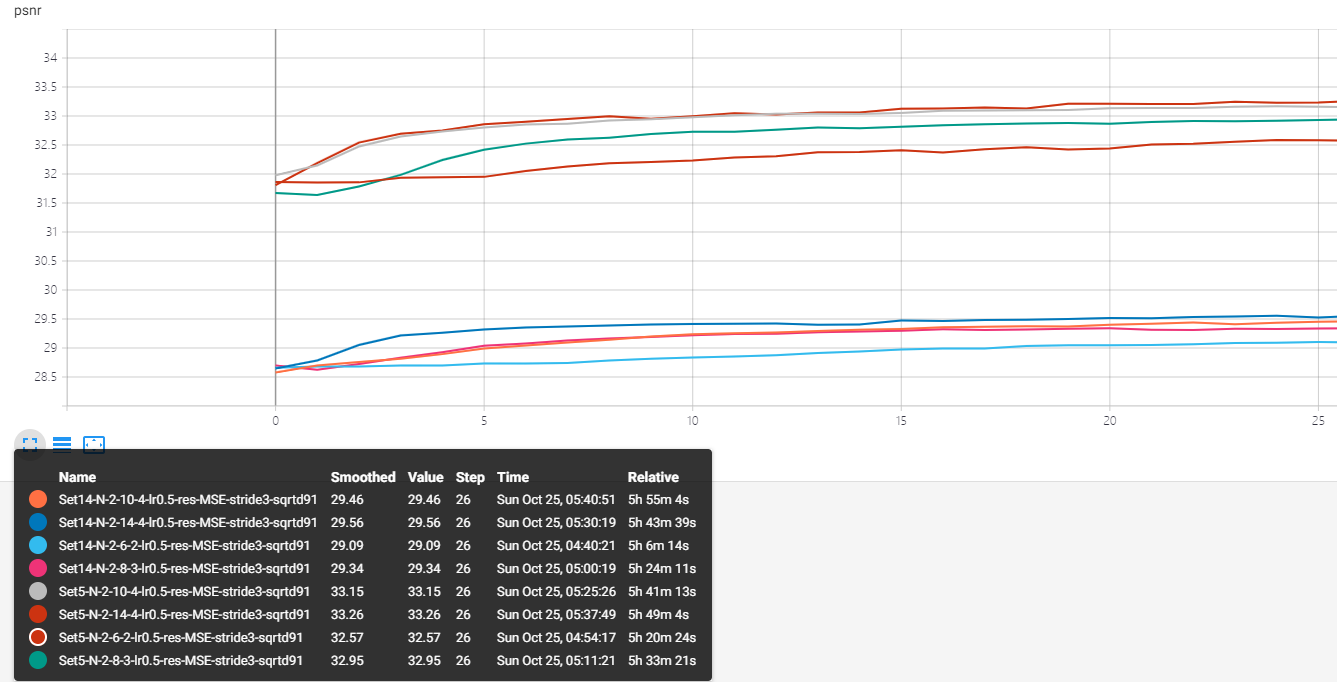 psnr
34
33.5
33
32.5
32
31.5
31
30.5
30
29.5
29
28.5
0 5 10 15 20 25
Name Smoothed Value Step Time Relative
Set14-N-2-10-4-lr0.5-res-MSE-stride3-sqrtd91 29.46 29.46 26 Sun Oct 25, 05:40:51 5h 55m 4s
Set14-N-2-14-4-lr0.5-res-MSE-stride3-sqrtd91 29.56 29.56 26 Sun Oct 25, 05:30:19 5h 43m 39s
Set14-N-2-6-2-lr0.5-res-MSE-stride3-sqrtd91 29.09 29.09 26 Sun Oct 25, 04:40:21 5h 6m 14s
Set14-N-2-8-3-lr0.5-res-MSE-stride3-sqrtd91 29.34 29.34 26 Sun Oct 25, 05:00:19 5h 24m 11s
Set5-N-2-10-4-lr0.5-res-MSE-stride3-sqrtd91 33.15 33.15 26 Sun Oct 25, 05:25:26 5h 41m 13s
Set5-N-2-14-4-lr0.5-res-MSE-stride3-sqrtd91 33.26 33.26 26 Sun Oct 25, 05:37:49 5h 49m 4s
Set5-N-2-6-2-lr0.5-res-MSE-stride3-sqrtd91 32.57 32.57 26 Sun Oct 25, 04:54:17 5h 20m 24s
Set5-N-2-8-3-lr0.5-res-MSE-stride3-sqrtd91 32.95 32.95 26 Sun Oct 25, 05:11:21 5h 33m 21s